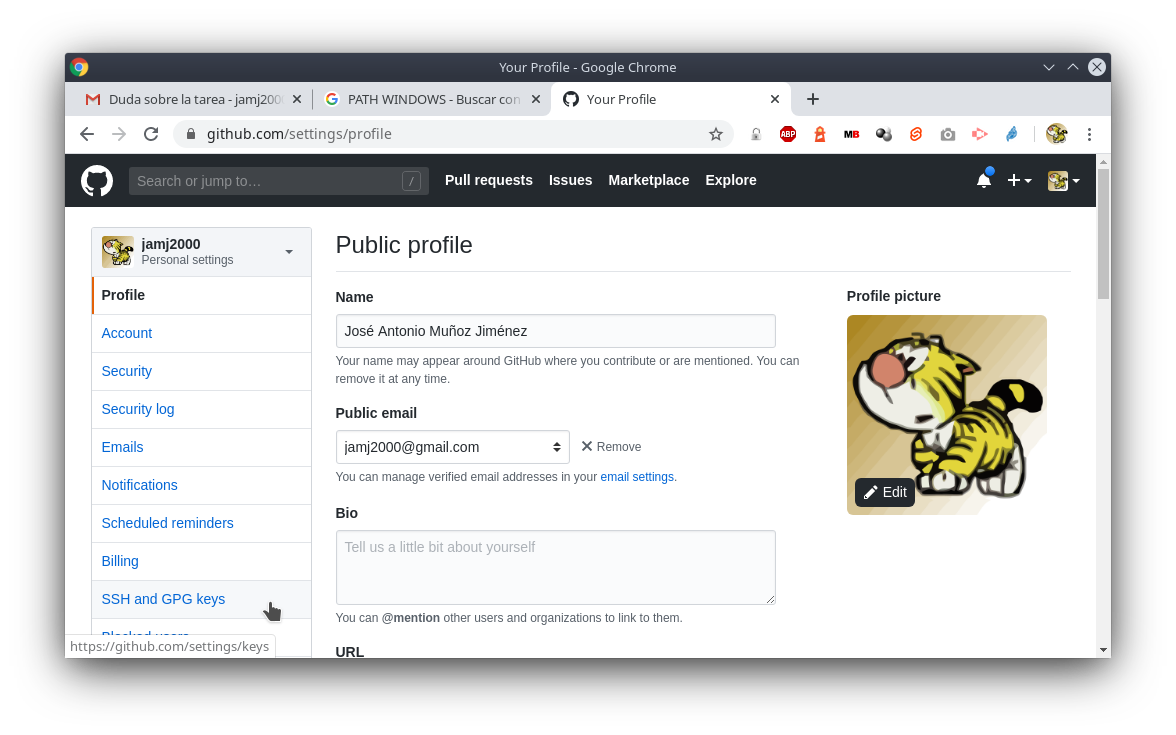 Your Profile - Google Chrome
Duda sobre la tarea - jamj200
PATH WINDOWS - Buscar con
Your Profile
github.com/settings/profile
ABP
MB
Search or jump to…
/
Pull requests
Issues
Marketplace
Explore
jamj2000
Personal settings
Profile
Account
Security
Security log
Emails
Notifications
Scheduled reminders
Billing
SSH and GPG keys
Blocked users
https://github.com/settings/keys
Public profile
Name
José Antonio Muñoz Jiménez
Your name may appear around GitHub where you contribute or are mentioned. You can
remove it at any time.
Public email
jamj2000@gmail.com
Remove
You can manage verified email addresses in your email settings.
Bio
Tell us a little bit about yourself
You can @mention other users and organizations to link to them.
URL
Profile picture
Edit